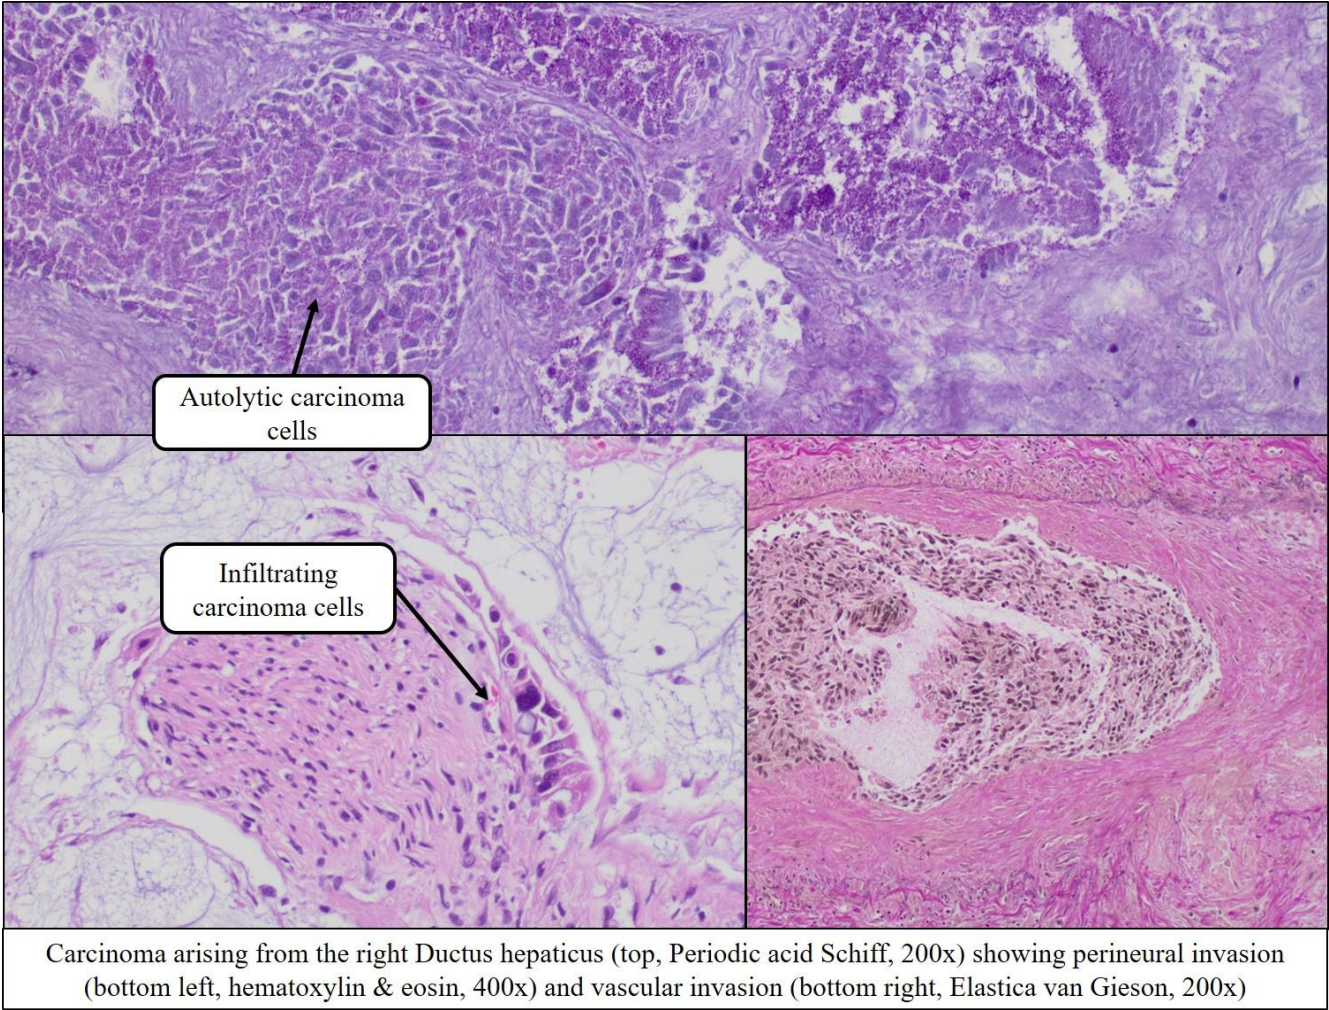 Autolytic carcinoma
cells
Infiltrating
carcinoma cells
Carcinoma arising from the right Ductus hepaticus (top, Periodic acid Schiff, 200x) showing perineural invasion
(bottom left, hematoxylin & eosin, 400x) and vascular invasion (bottom right, Elastica van Gieson, 200x)